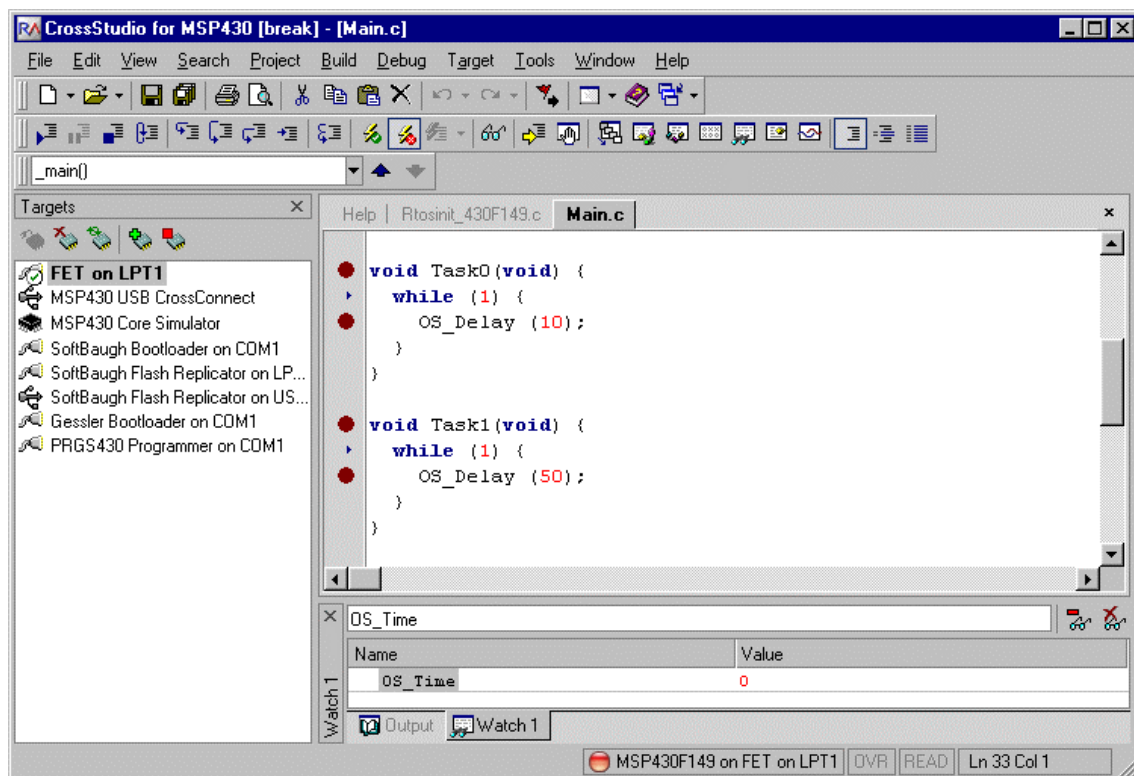 CrossStudio for MSP430 [break] - [Main.c]
File Edit View Search Project Build Debug Target Tools Window Help
_main()
Targets
FET on LPT1
MSP430 USB CrossConnect
MSP430 Core Simulator
SoftBaugh Bootloader on COM1
SoftBaugh Flash Replicator on LP...
SoftBaugh Flash Replicator on US...
Gessler Bootloader on COM1
PRGS430 Programmer on COM1
Help | Rtosinit_430F149.c Main.c
void Task0(void) {
while (1) {
OS_Delay (10);
}
}
void Task1(void) {
while (1) {
OS_Delay (50);
}
}
Watch 1
OS_Time
Name Value
OS_Time 0
Output Watch 1
MSP430F149 on FET on LPT1 OVR READ Ln 33 Col 1